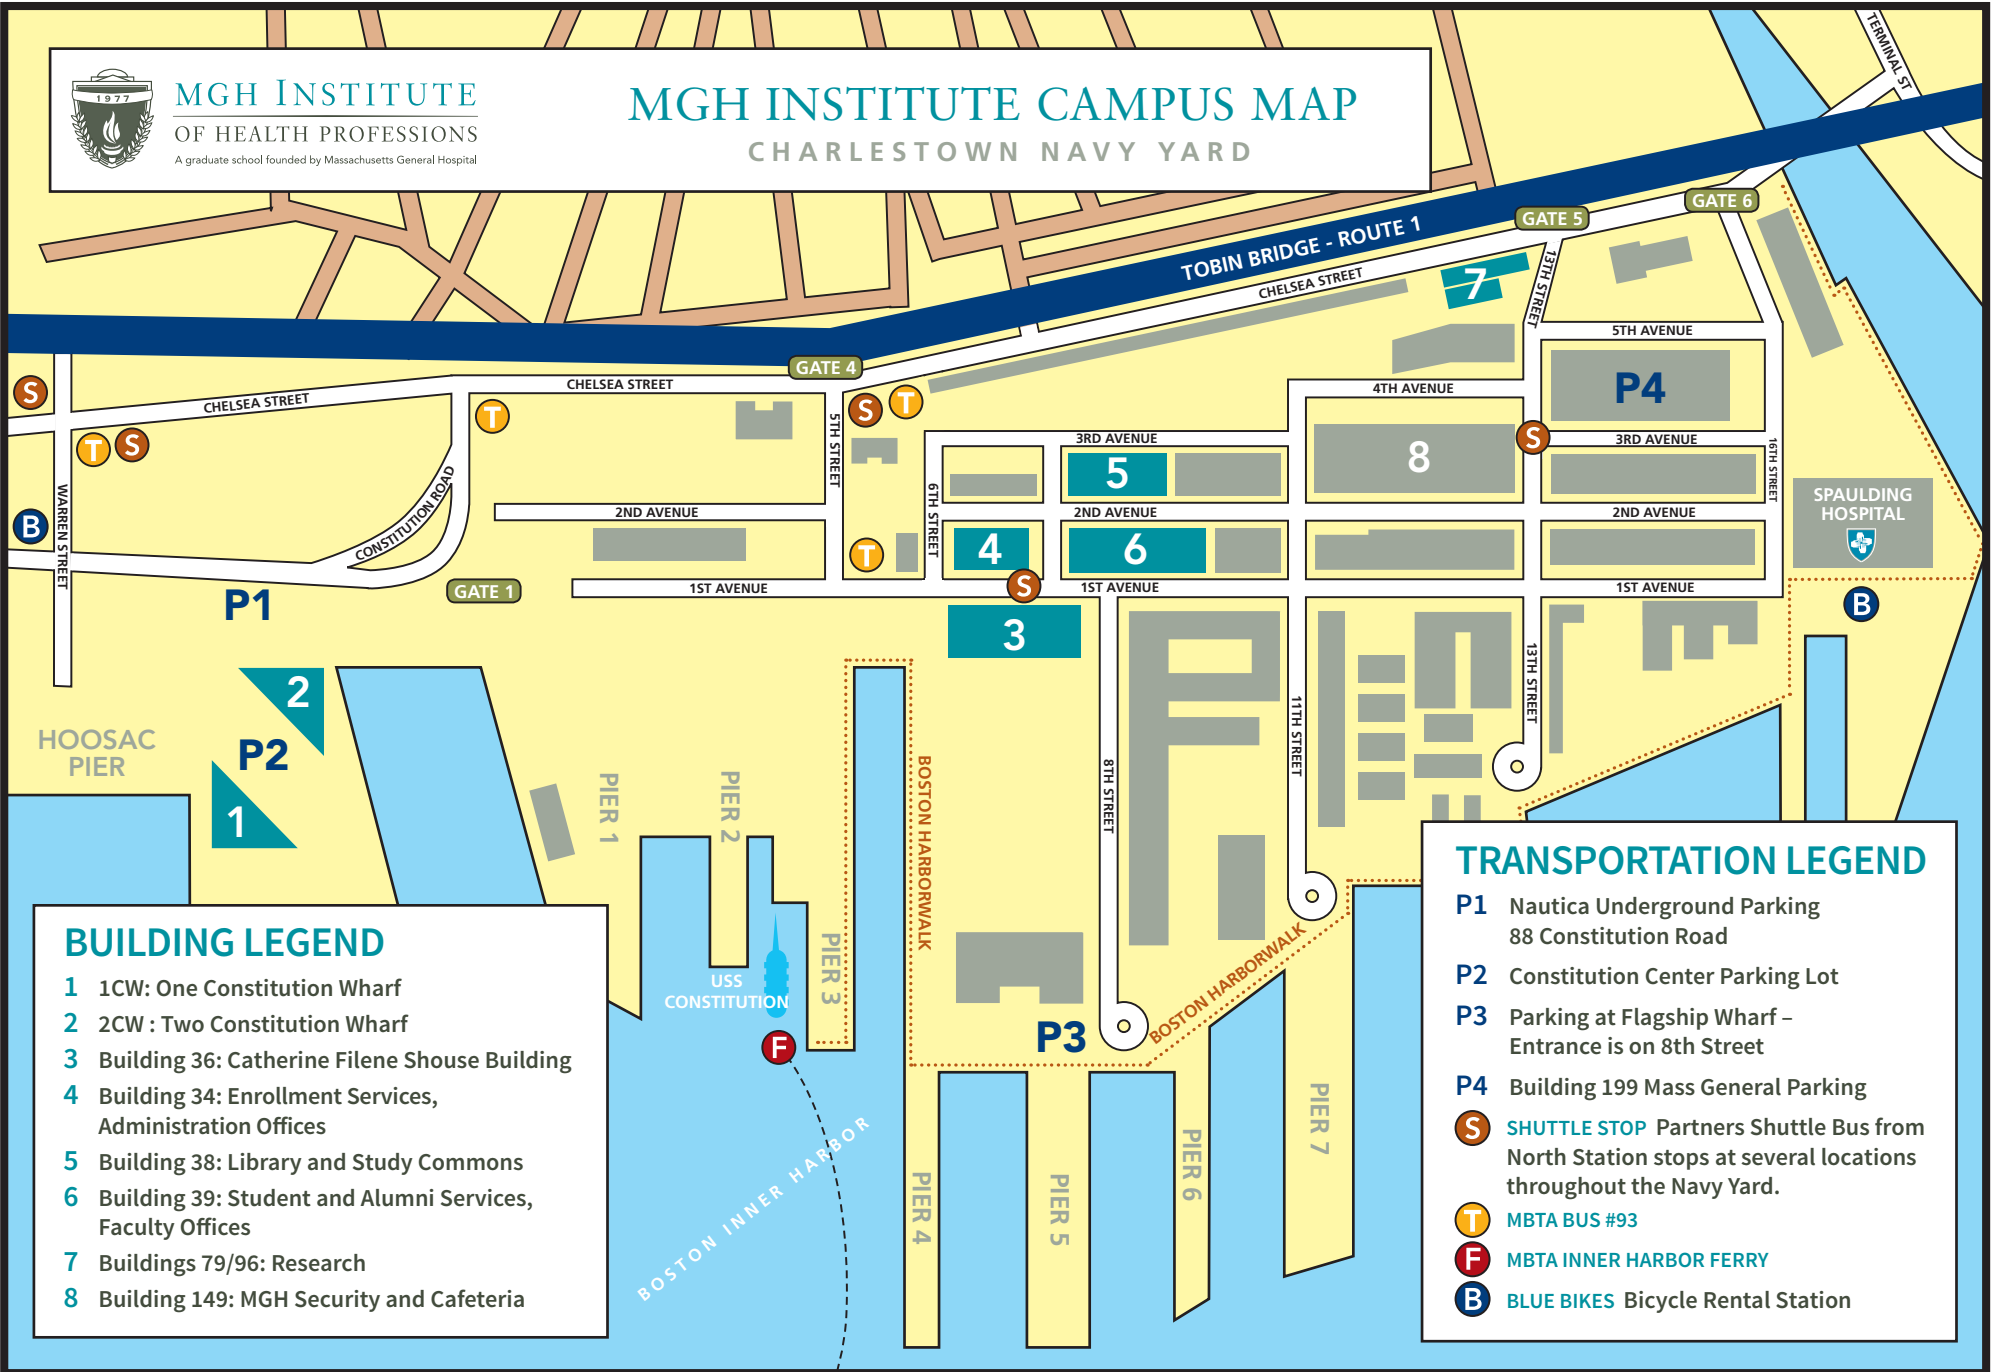 1977
MGH INSTITUTE
OF HEALTH PROFESSIONS
A graduate school founded by Massachusetts General Hospital
MGH INSTITUTE CAMPUS MAP
CHARLESTOWN NAVY YARD
TERMINAL ST
GATE 6
GATE 5
TOBIN BRIDGE - ROUTE 1
CHELSEA STREET
7
13TH STREET
5TH AVENUE
GATE 4
CHELSEA STREET
CHELSEA STREET
4TH AVENUE
P4
S
T
S
T
T
S
5TH STREET
3RD AVENUE
8
S
3RD AVENUE
16TH STREET
5
WARREN STREET
CONSTITUTION ROAD
6TH STREET
SPAULDING
HOSPITAL
B
2ND AVENUE
2ND AVENUE
2ND AVENUE
T
4
6
GATE 1
1ST AVENUE
S
1ST AVENUE
1ST AVENUE
P1
B
3
2
13TH STREET
HOOSAC
PIER
P2
11TH STREET
1
PIER 1
PIER 2
BOSTON HARBORWALK
8TH STREET
PIER 3
USS
CONSTITUTION
F
P3
BOSTON HARBORWALK
BOSTON INNER HARBOR
PIER 4
PIER 5
PIER 6
PIER 7
BUILDING LEGEND
1 1CW: One Constitution Wharf
2 2CW : Two Constitution Wharf
3 Building 36: Catherine Filene Shouse Building
4 Building 34: Enrollment Services,
Administration Offices
5 Building 38: Library and Study Commons
6 Building 39: Student and Alumni Services,
Faculty Offices
7 Buildings 79/96: Research
8 Building 149: MGH Security and Cafeteria
TRANSPORTATION LEGEND
P1 Nautica Underground Parking
88 Constitution Road
P2 Constitution Center Parking Lot
P3 Parking at Flagship Wharf –
Entrance is on 8th Street
P4 Building 199 Mass General Parking
S SHUTTLE STOP Partners Shuttle Bus from
North Station stops at several locations
throughout the Navy Yard.
T MBTA BUS #93
F MBTA INNER HARBOR FERRY
B BLUE BIKES Bicycle Rental Station